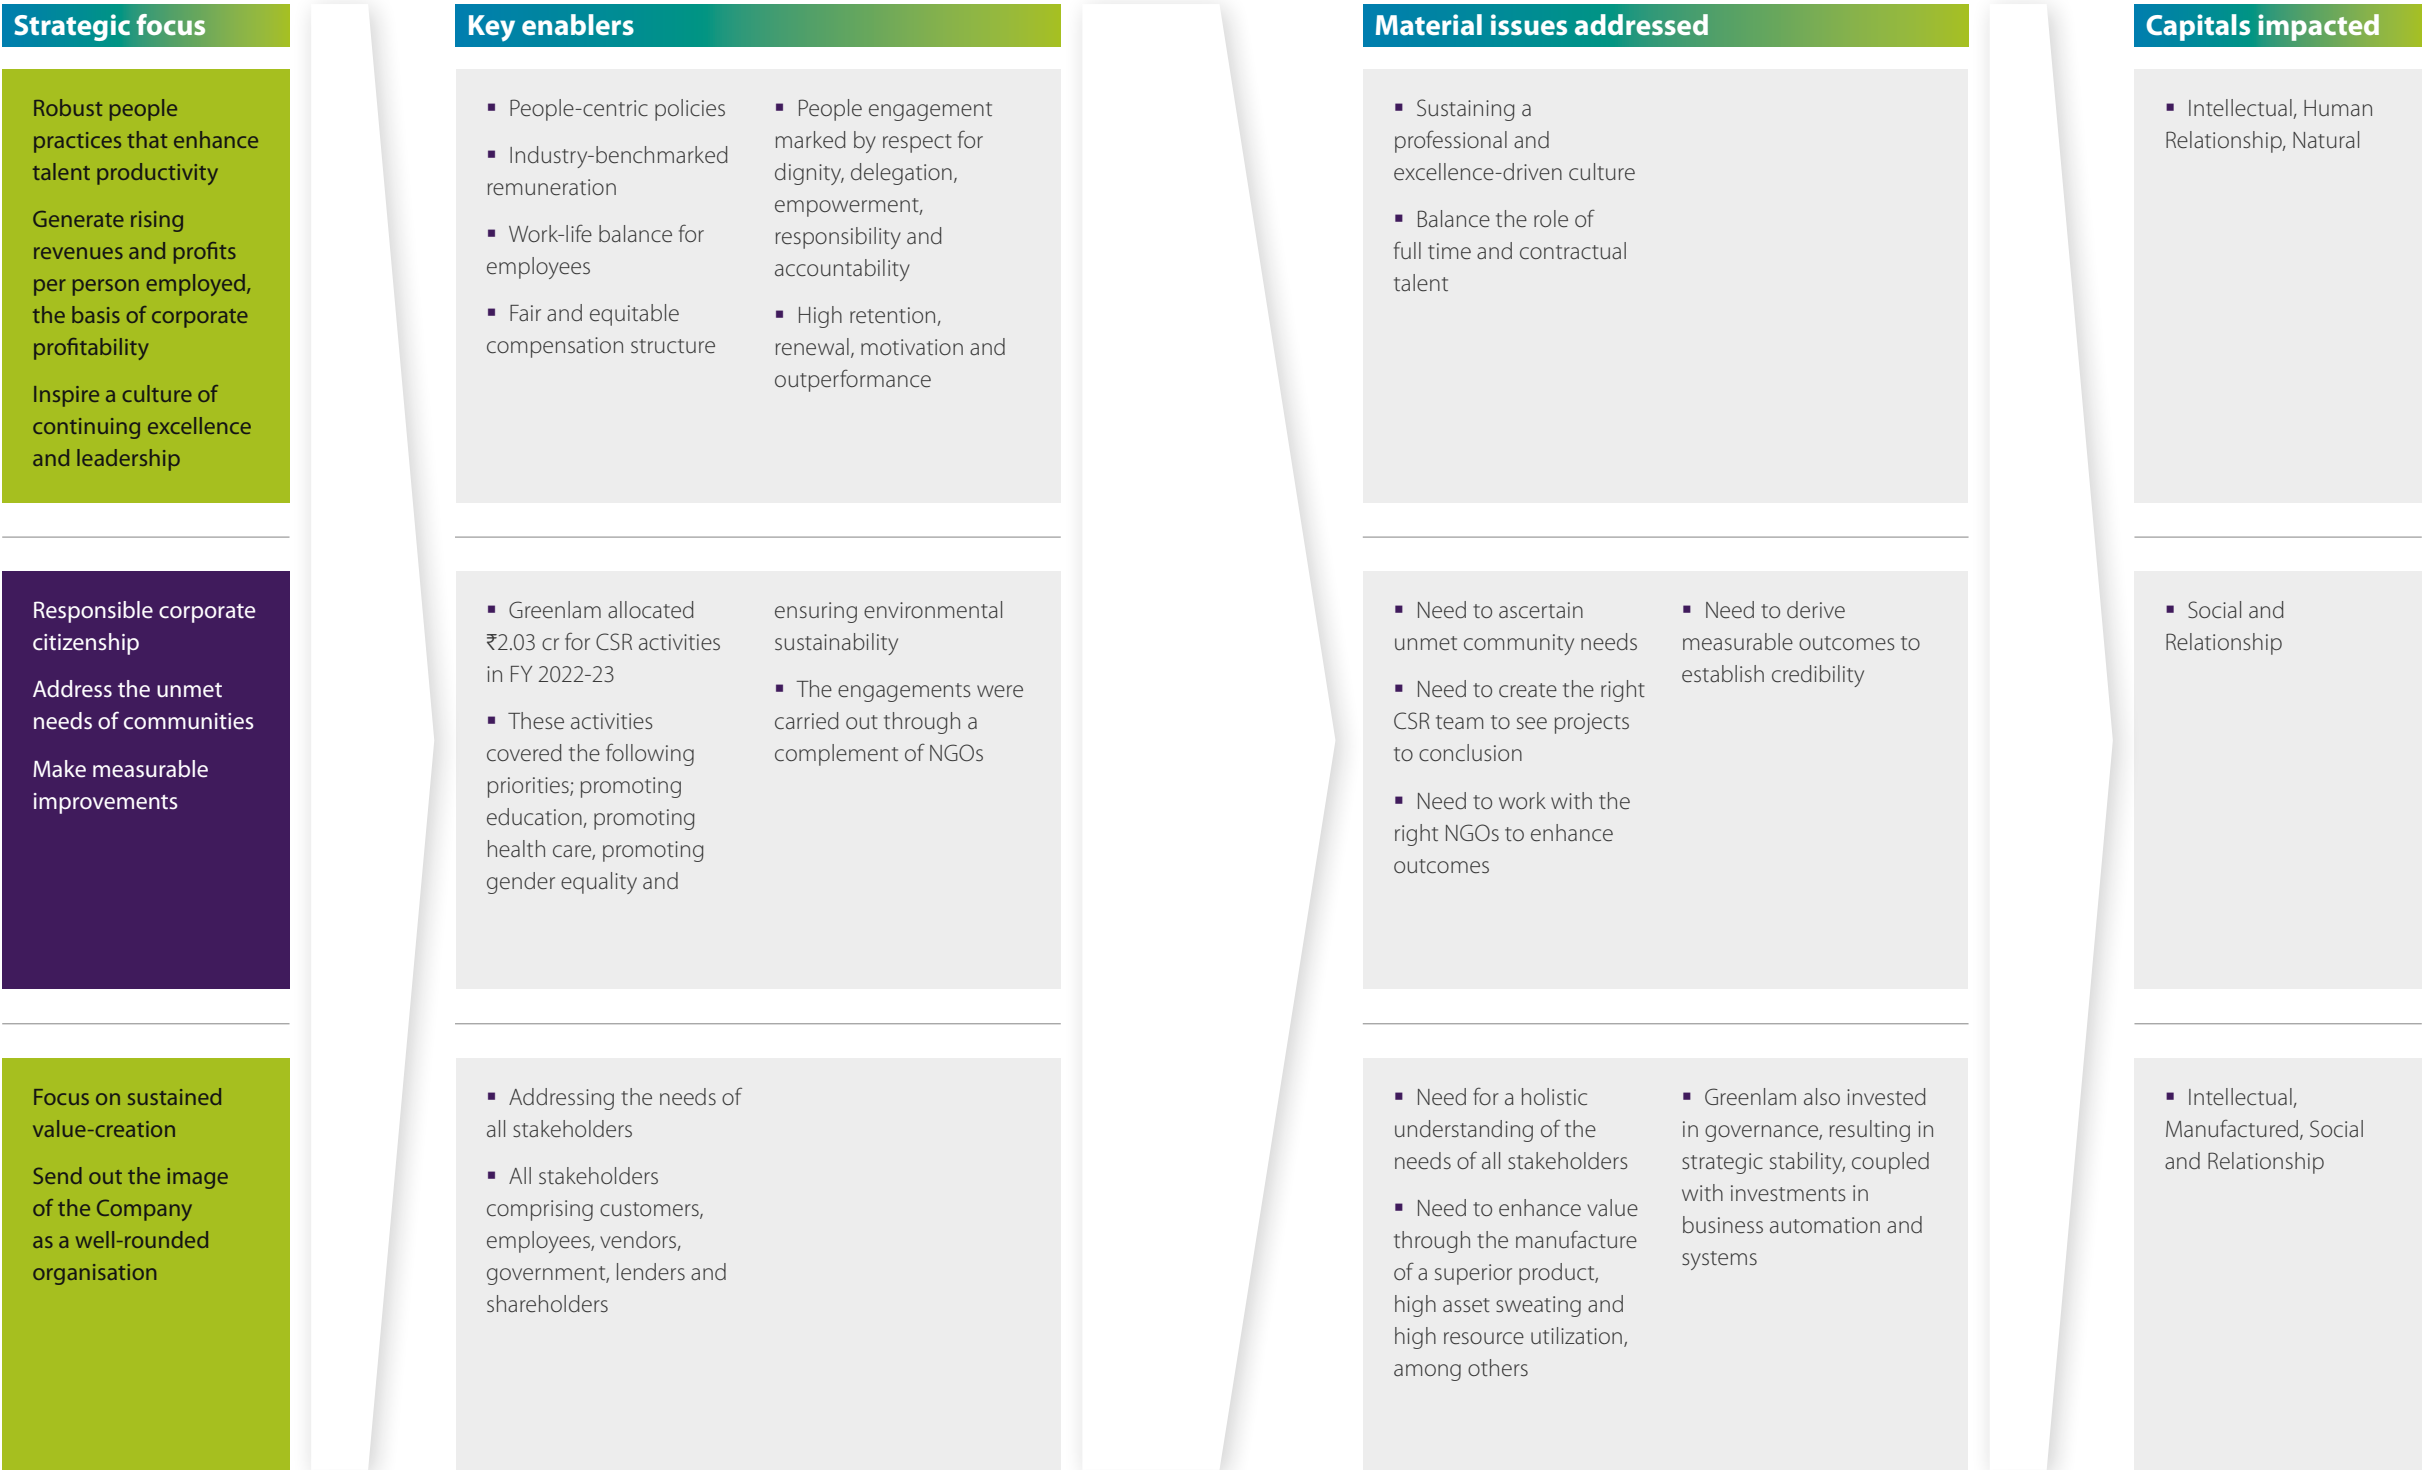 Strategic focus
Key enablers
Material issues addressed
Capitals impacted
Robust people
practices that enhance
talent productivity
Generate rising
revenues and profits
per person employed,
the basis of corporate
profitability
Inspire a culture of
continuing excellence
and leadership
▪ People-centric policies
▪ Industry-benchmarked
remuneration
▪ Work-life balance for
employees
▪ Fair and equitable
compensation structure
▪ People engagement
marked by respect for
dignity, delegation,
empowerment,
responsibility and
accountability
▪ High retention,
renewal, motivation and
outperformance
▪ Sustaining a
professional and
excellence-driven culture
▪ Balance the role of
full time and contractual
talent
▪ Intellectual, Human
Relationship, Natural
Responsible corporate
citizenship
Address the unmet
needs of communities
Make measurable
improvements
▪ Greenlam allocated
₹2.03 cr for CSR activities
in FY 2022-23
▪ These activities
covered the following
priorities; promoting
education, promoting
health care, promoting
gender equality and
ensuring environmental
sustainability
▪ The engagements were
carried out through a
complement of NGOs
▪ Need to ascertain
unmet community needs
▪ Need to create the right
CSR team to see projects
to conclusion
▪ Need to work with the
right NGOs to enhance
outcomes
▪ Need to derive
measurable outcomes to
establish credibility
▪ Social and
Relationship
Focus on sustained
value-creation
Send out the image
of the Company
as a well-rounded
organisation
▪ Addressing the needs of
all stakeholders
▪ All stakeholders
comprising customers,
employees, vendors,
government, lenders and
shareholders
▪ Need for a holistic
understanding of the
needs of all stakeholders
▪ Need to enhance value
through the manufacture
of a superior product,
high asset sweating and
high resource utilization,
among others
▪ Greenlam also invested
in governance, resulting in
strategic stability, coupled
with investments in
business automation and
systems
▪ Intellectual,
Manufactured, Social
and Relationship